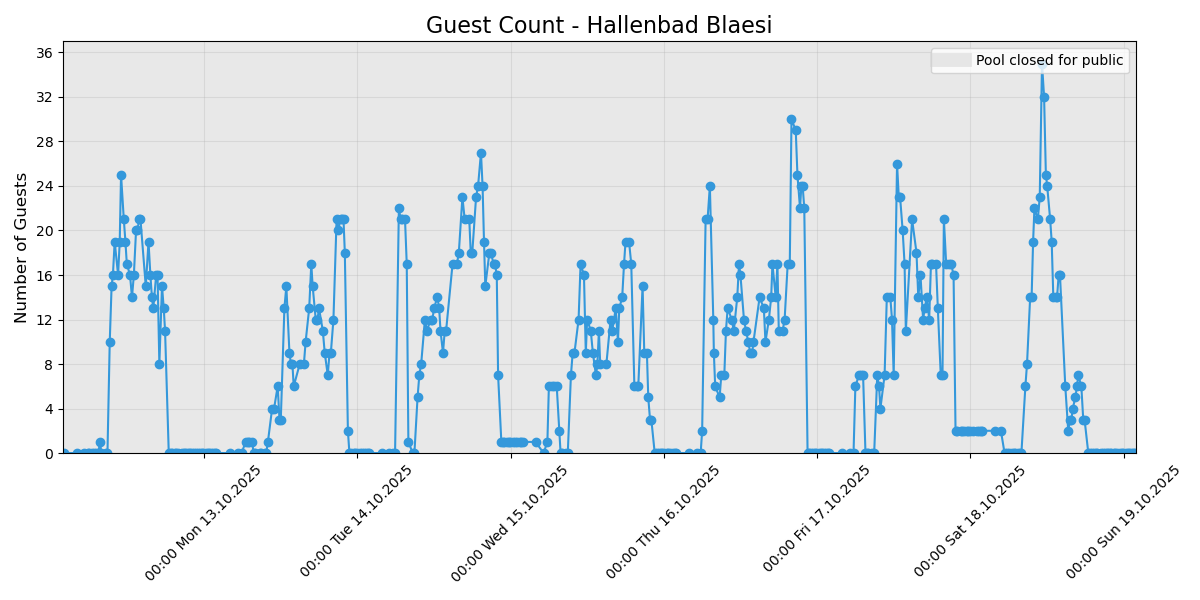 Guest Count - Hallenbad Blaesi
Pool closed for public
Number of Guests
36
32
28
24
20
16
12
8
4
0
00:00 Mon 13.10.2025
00:00 Tue 14.10.2025
00:00 Wed 15.10.2025
00:00 Thu 16.10.2025
00:00 Fri 17.10.2025
00:00 Sat 18.10.2025
00:00 Sun 19.10.2025